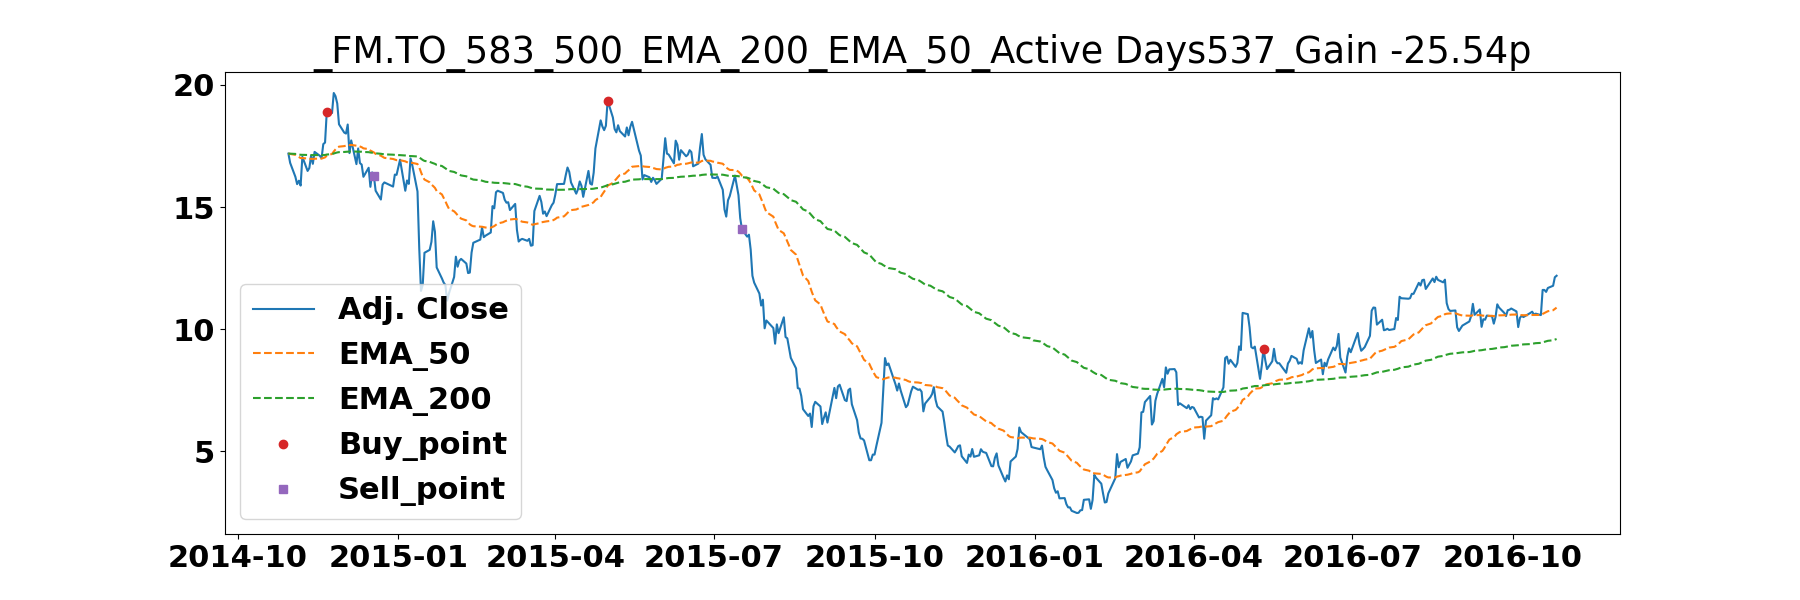 _FM.TO_583_500_EMA_200_EMA_50_Active Days537_Gain -25.54p
20
15
10
5
Adj. Close
EMA_50
EMA_200
Buy_point
Sell_point
2014-10 2015-01 2015-04 2015-07 2015-10 2016-01 2016-04 2016-07 2016-10